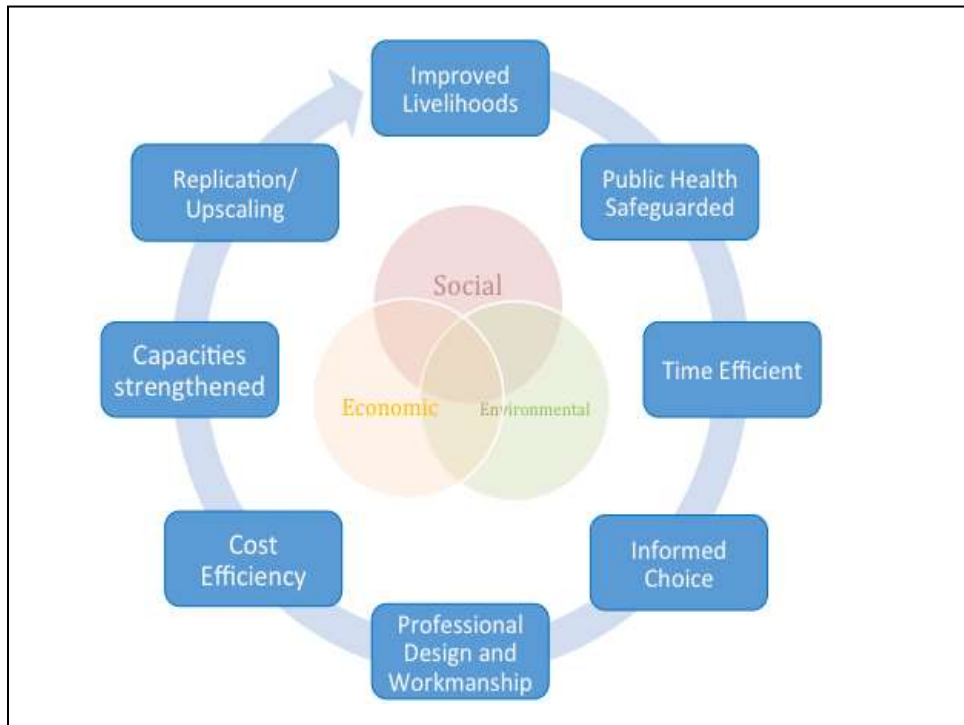 Improved
Livelihoods
Public Health
Safeguarded
Time Efficient
Informed
Choice
Professional
Design and
Workmanship
Cost
Efficiency
Capacities
strengthened
Replication/
Upscaling
Social
Economic
Environmental